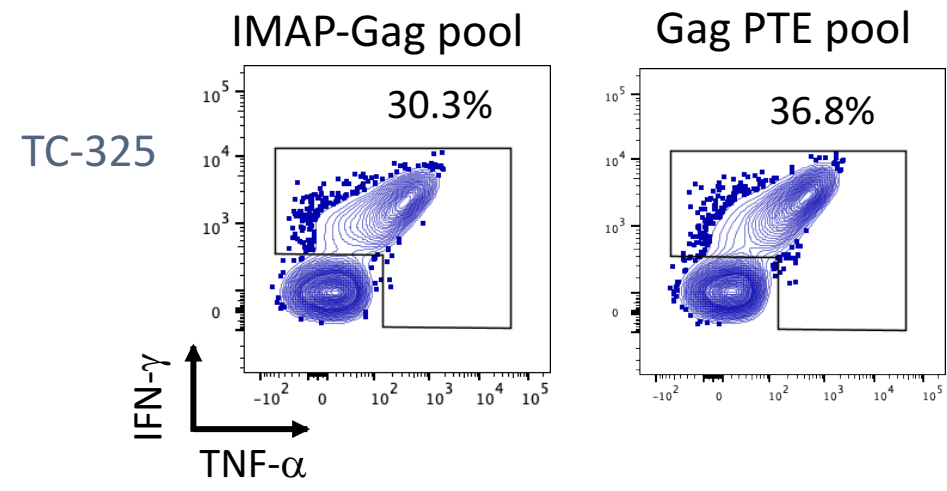 IMAP-Gag pool
Gag PTE pool
TC-325
30.3%
36.8%
10⁵
10⁴
10³
0
-10² 0 10² 10³ 10⁴ 10⁵
10⁵
10⁴
10³
0
-10² 0 10² 10³ 10⁴ 10⁵
IFN-γ
TNF-α